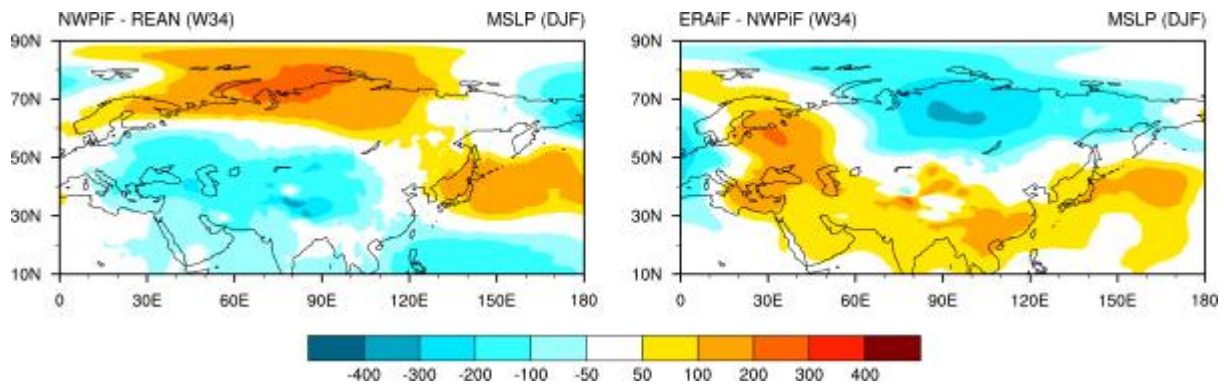 NWPiF - REAN (W34) MSLP (DJF)
90N
70N
50N
30N
10N
0 30E 60E 90E 120E 150E 180
ERAiF - NWPiF (W34) MSLP (DJF)
90N
70N
50N
30N
10N
0 30E 60E 90E 120E 150E 180
-400 -300 -200 -100 -50 50 100 200 300 400